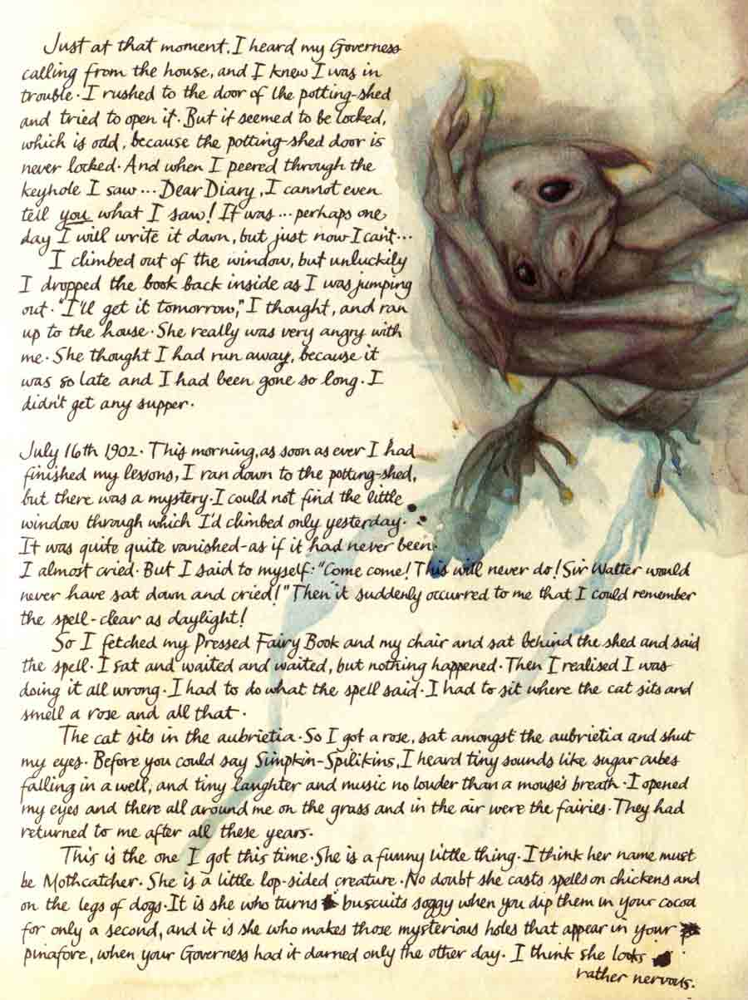 Just at that moment, I heard my Governess
calling from the house, and I knew I was in
trouble. I rushed to the door of the potting-shed
and tried to open it. But it seemed to be locked,
which is odd, because the potting-shed door is
never locked. And when I peered through the
keyhole I saw... Dear Diary, I cannot even
tell you what I saw! It was... perhaps one
day I will write it down, but just now I can't...
I climbed out of the window, but unluckily
I dropped the book back inside as I was jumping
out. "I'll get it tomorrow," I thought, and ran
up to the house. She really was very angry with
me. She thought I had run away, because it
was so late and I had been gone so long. I
didn't get any supper.
July 16th 1902. This morning, as soon as ever I had
finished my lessons, I ran down to the potting-shed,
but there was a mystery. I could not find the little
window through which I'd climbed only yesterday.
It was quite quite vanished - as if it had never been.
I almost cried. But I said to myself: "Come come! This will never do! Sir Walter would
never have sat down and cried!" Then it suddenly occurred to me that I could remember
the spell - clear as daylight!
So I fetched my Pressed Fairy Book and my chair and sat behind the shed and said
the spell. I sat and waited and waited, but nothing happened. Then I realised I was
doing it all wrong. I had to do what the spell said. I had to sit where the cat sits and
smell a rose and all that.
The cat sits in the aubrietia. So I got a rose, sat amongst the aubrietia and shut
my eyes. Before you could say Simpkin-Spilikins, I heard tiny sounds like sugar cubes
falling in a well, and tiny laughter and music no louder than a mouse's breath. I opened
my eyes and there all around me on the grass and in the air were the fairies. They had
returned to me after all these years.
This is the one I got this time. She is a funny little thing. I think her name must
be Mothcatcher. She is a little lop-sided creature. No doubt she casts spells on chickens and
on the legs of dogs. It is she who turns buscuits soggy when you dip them in your cocoa
for only a second, and it is she who makes those mysterious holes that appear in your
pinafore, when your Governess had it darned only the other day. I think she looks
rather nervous.